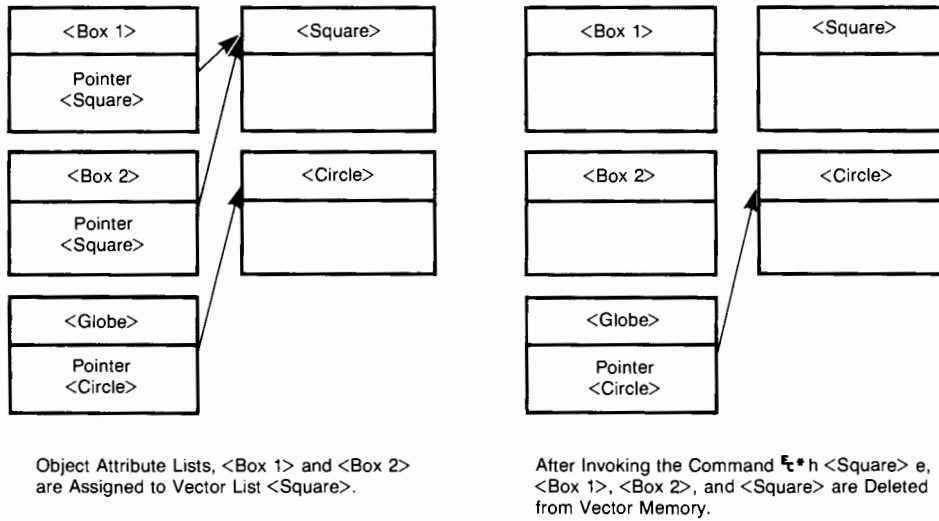 <Box 1>
Pointer
<Square>
<Square>
<Box 2>
Pointer
<Square>
<Circle>
<Globe>
Pointer
<Circle>
Object Attribute Lists, <Box 1> and <Box 2>
are Assigned to Vector List <Square>.
<Box 1>
<Square>
<Box 2>
<Circle>
<Globe>
Pointer
<Circle>
After Invoking the Command Ec* h <Square> e,
<Box 1>, <Box 2>, and <Square> are Deleted
from Vector Memory.